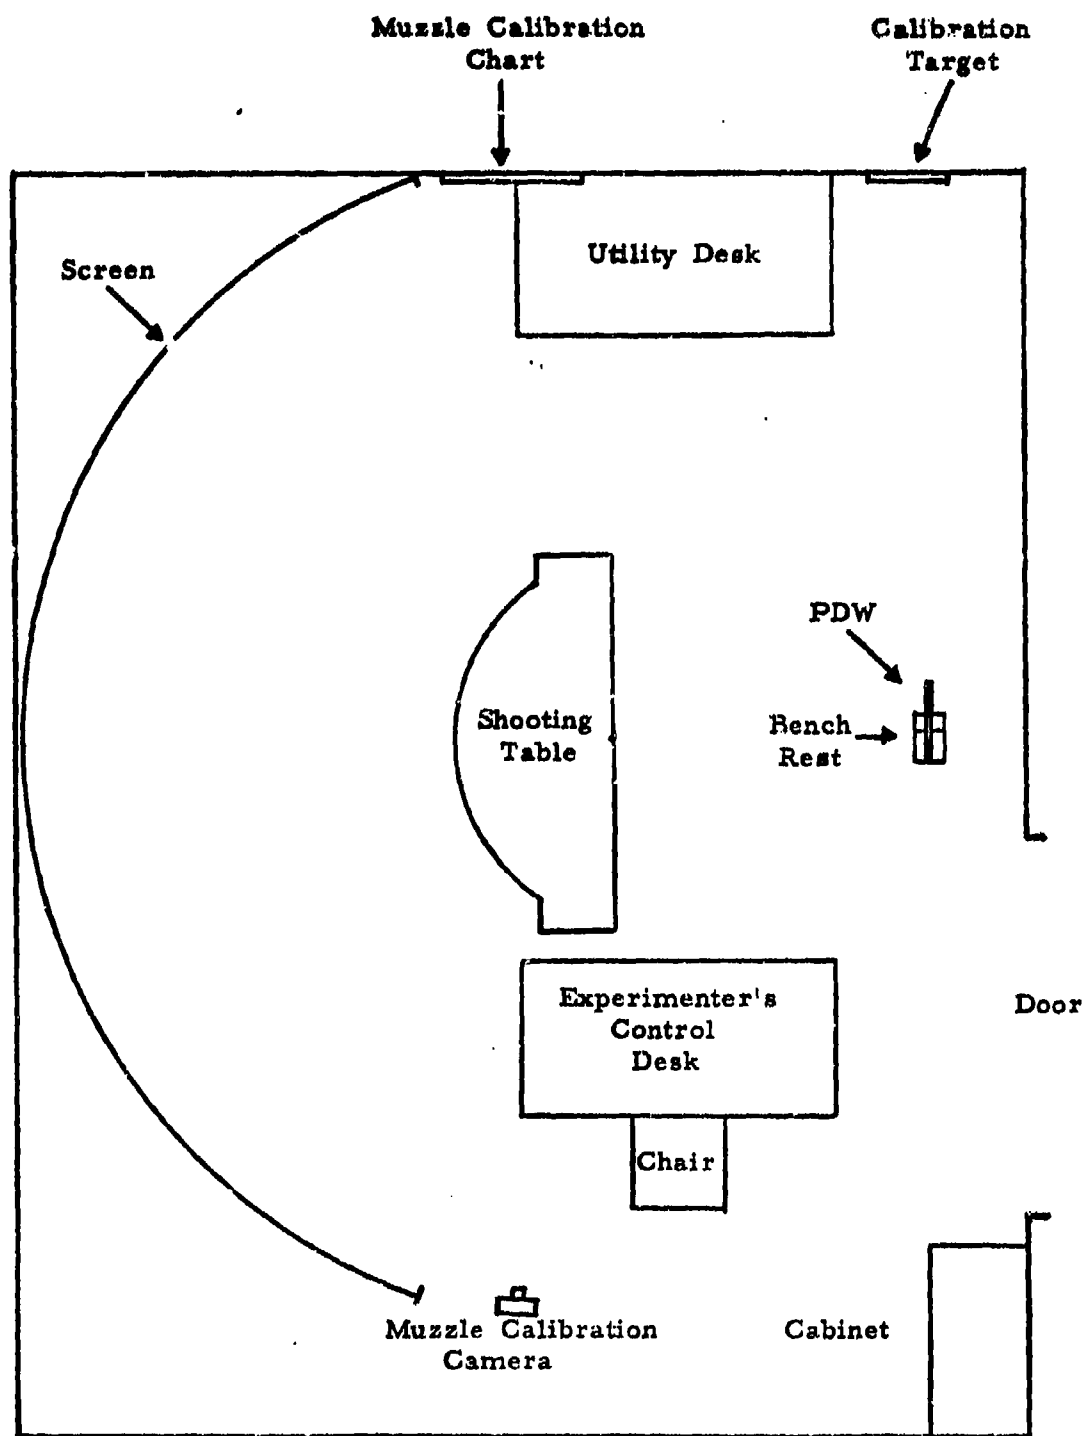 Muzzle Calibration
Chart
Calibration
Target
Utility Desk
Screen
PDW
Shooting
Table
Bench
Rest
Experimenter's
Control
Desk
Door
Chair
Muzzle Calibration
Camera
Cabinet